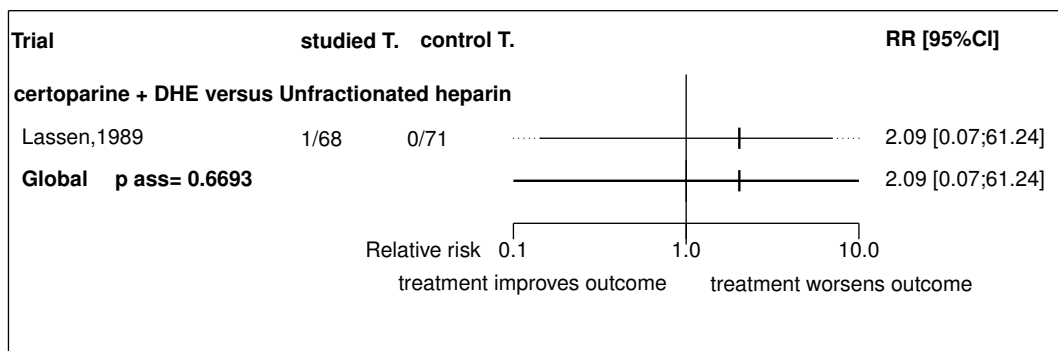 Trial studied T. control T. RR [95%CI]
certoparine + DHE versus Unfractionated heparin
Lassen,1989 1/68 0/71 2.09 [0.07;61.24]
Global p ass= 0.6693 2.09 [0.07;61.24]
Relative risk 0.1 1.0 10.0
treatment improves outcome treatment worsens outcome